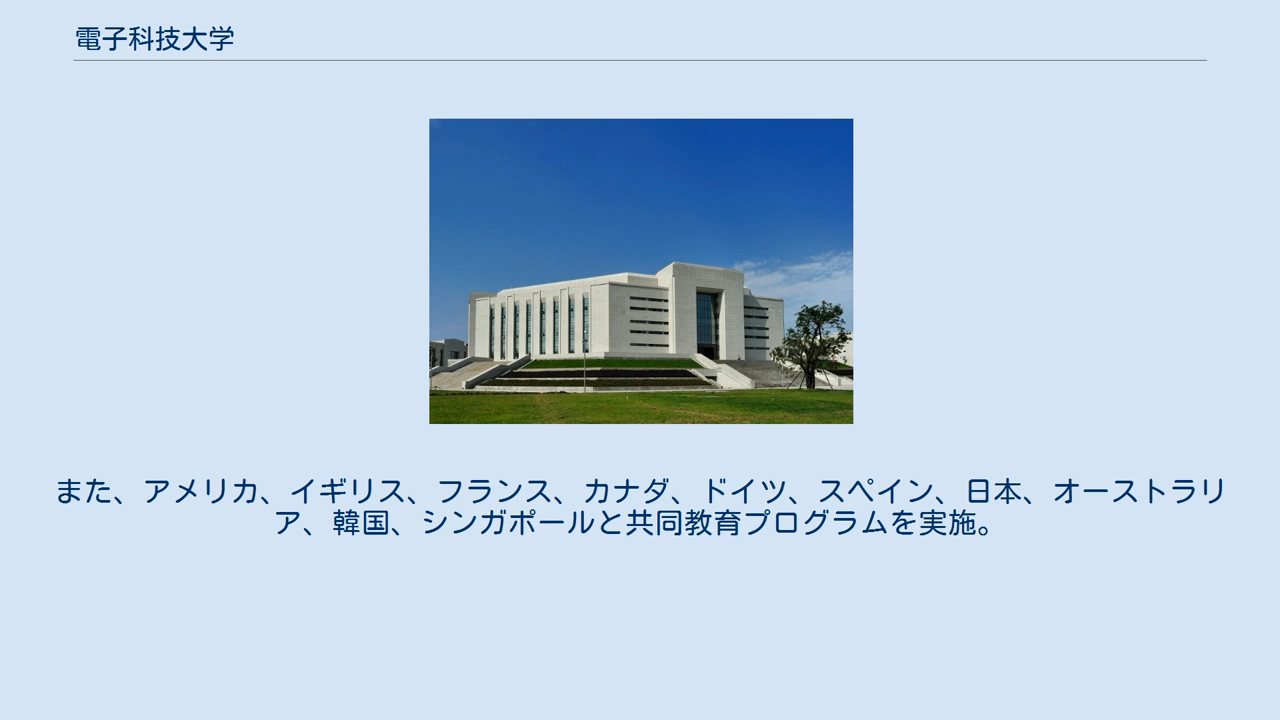 電子科技大学
また、アメリカ、イギリス、フランス、カナダ、ドイツ、スペイン、日本、オーストラリ
ア、韓国、シンガポールと共同教育プログラムを実施。